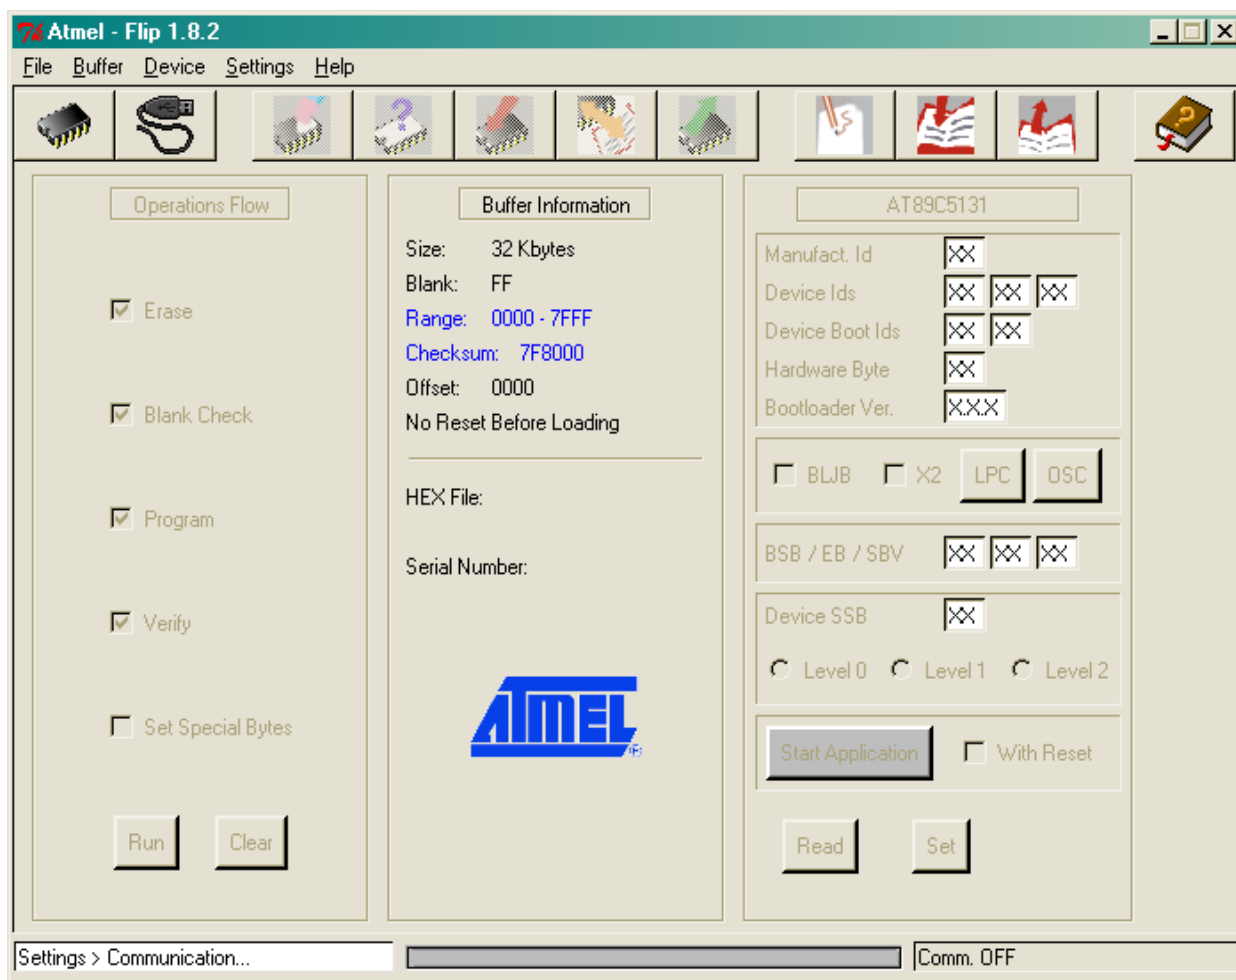 Atmel - Flip 1.8.2
File Buffer Device Settings Help
Operations Flow
Erase
Blank Check
Program
Verify
Set Special Bytes
Run Clear
Buffer Information
Size: 32 Kbytes
Blank: FF
Range: 0000 - 7FFF
Checksum: 7F8000
Offset: 0000
No Reset Before Loading
HEX File:
Serial Number:
ATMEL
AT89C5131
Manufact. Id XX
Device Ids XX XX XX
Device Boot Ids XX XX
Hardware Byte XX
Bootloader Ver. X.X.X
BLJB X2 LPC OSC
BSB / EB / SBV XX XX XX
Device SSB XX
Level 0 Level 1 Level 2
Start Application With Reset
Read Set
Settings > Communication... Comm. OFF